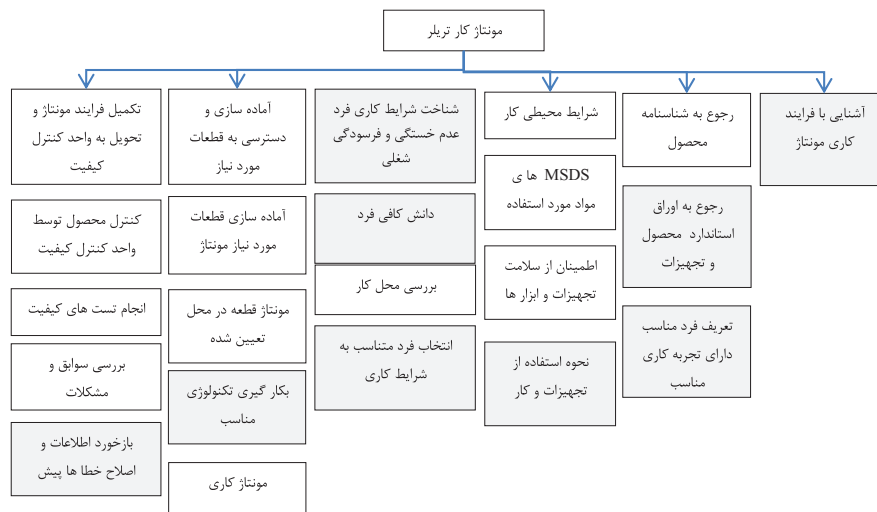 مونتاژ کار تریلر
آشنایی با فرایند
کاری مونتاژ
رجوع به شناسنامه
محصول
رجوع به اوراق
استاندارد محصول
و تجهیزات
تعریف فرد مناسب
دارای تجربه کاری
مناسب
شرایط محیطی کار
MSDS ها ی
مواد مورد استفاده
اطمینان از سلامت
تجهیزات و ابزار ها
نحوه استفاده از
تجهیزات و کار
شناخت شرایط کاری فرد
عدم خستگی و فرسودگی
شغلی
دانش کافی فرد
بررسی محل کار
انتخاب فرد متناسب به
شرایط کاری
آماده سازی و
دسترسی به قطعات
مورد نیاز
آماده سازی قطعات
مورد نیاز مونتاژ
مونتاژ قطعه در محل
تعیین شده
بکار گیری تکنولوژی
مناسب
مونتاژ کاری
تکمیل فرایند مونتاژ و
تحویل به واحد کنترل
کیفیت
کنترل محصول توسط
واحد کنترل کیفیت
انجام تست های کیفیت
بررسی سوابق و
مشکلات
بازخورد اطلاعات و
اصلاح خطا ها پیش